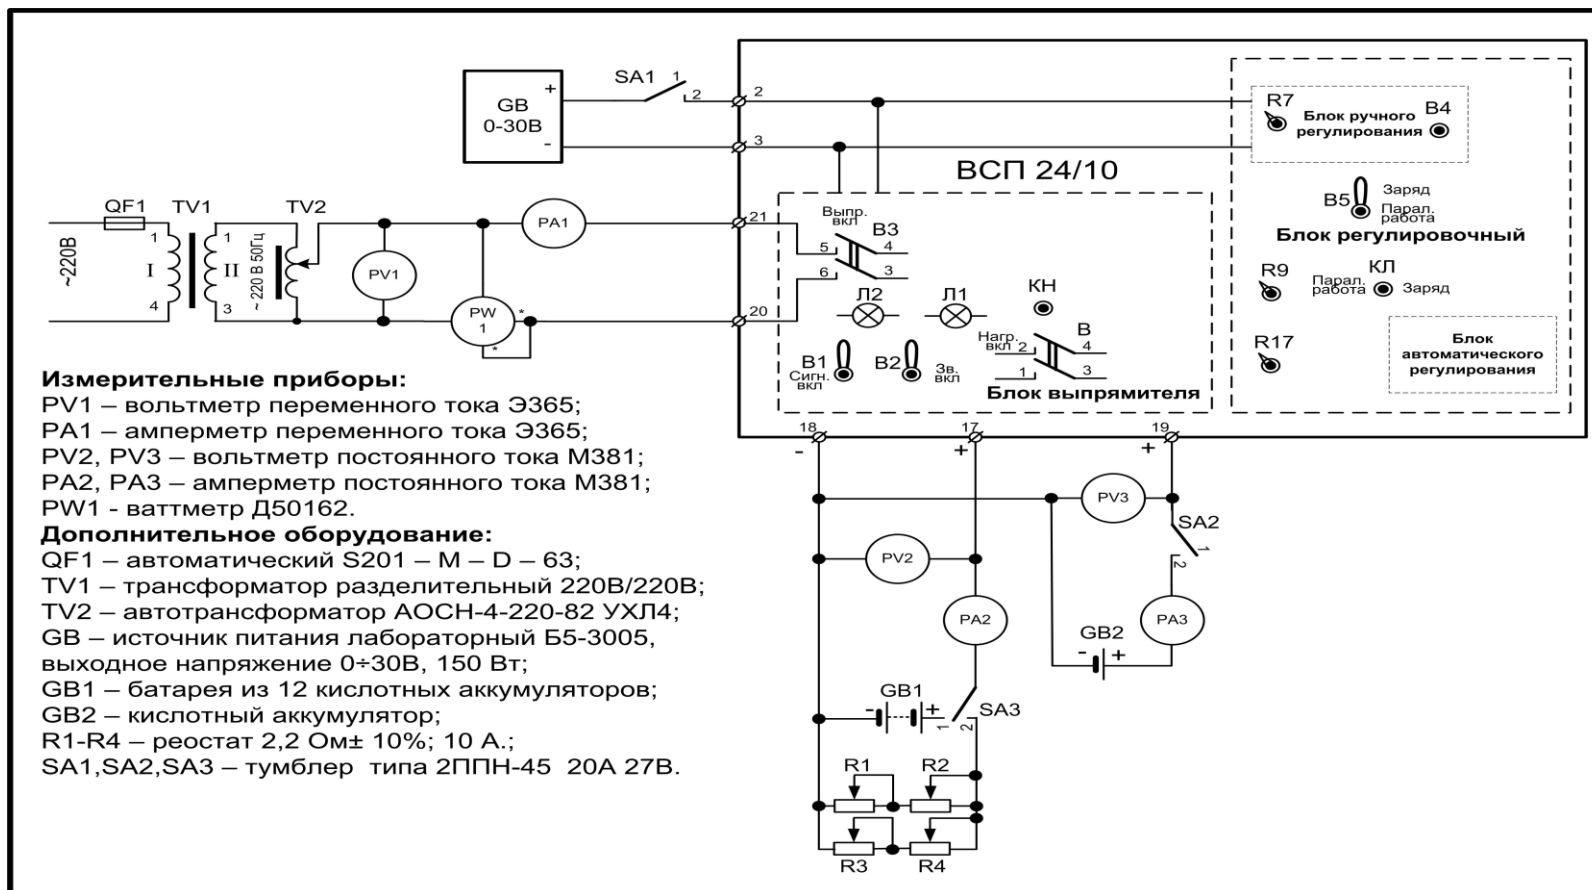 SA1
1
2
GB
0-30В
+
-
2
3
ВСП 24/10
R7
Блок ручного
регулирования
B4
B5
Заряд
Парал.
работа
Блок регулировочный
R9
Парал.
работа
КЛ
Заряд
R17
Блок
автоматического
регулирования
QF1
TV1
TV2
~220В
1
4
I
1
3
II
~ 220 В 50Гц
PV1
PA1
PW
1
*
*
21
20
Выпр.
вкл
В3
5
4
6
3
Л2
Л1
КН
В1
Сигн.
вкл
В2
Зв.
вкл
Нагр.
вкл
2
В
4
1
3
Блок выпрямителя
18
-
17
+
19
+
PV3
SA2
1
2
PV2
PA2
PA3
GB2
-
+
GB1
-
+
1
2
SA3
R1
R2
R3
R4
Измерительные приборы:
PV1 – вольтметр переменного тока Э365;
PA1 – амперметр переменного тока Э365;
PV2, PV3 – вольтметр постоянного тока М381;
PA2, PA3 – амперметр постоянного тока М381;
PW1 - ваттметр Д50162.
Дополнительное оборудование:
QF1 – автоматический S201 – M – D – 63;
TV1 – трансформатор разделительный 220В/220В;
TV2 – автотрансформатор АОСН-4-220-82 УХЛ4;
GB – источник питания лабораторный Б5-3005,
выходное напряжение 0÷30В, 150 Вт;
GB1 – батарея из 12 кислотных аккумуляторов;
GB2 – кислотный аккумулятор;
R1-R4 – реостат 2,2 Ом± 10%; 10 А.;
SA1,SA2,SA3 – тумблер типа 2ППН-45 20А 27В.